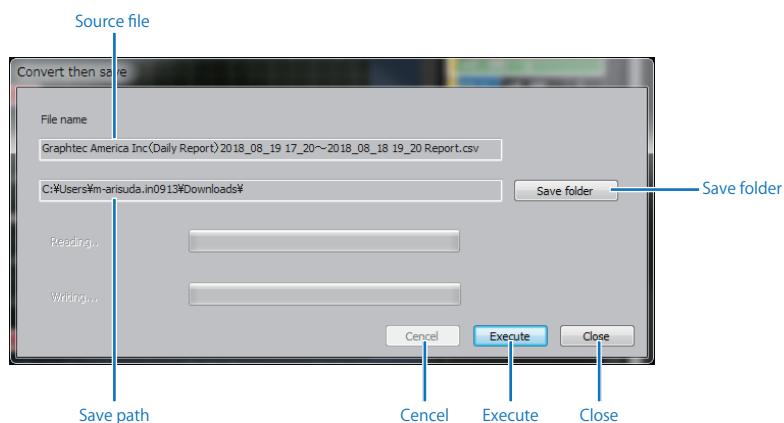 Source file
Convert then save
File name
Graphtec America Inc(Daily Report)2018_08_19 17_20～2018_08_18 19_20 Report.csv
C:¥Users¥m-arisuda.in0913¥Downloads¥
Save folder
Save folder
Reading..
Writing...
Cencel
Execute
Close
Save path
Cencel
Execute
Close